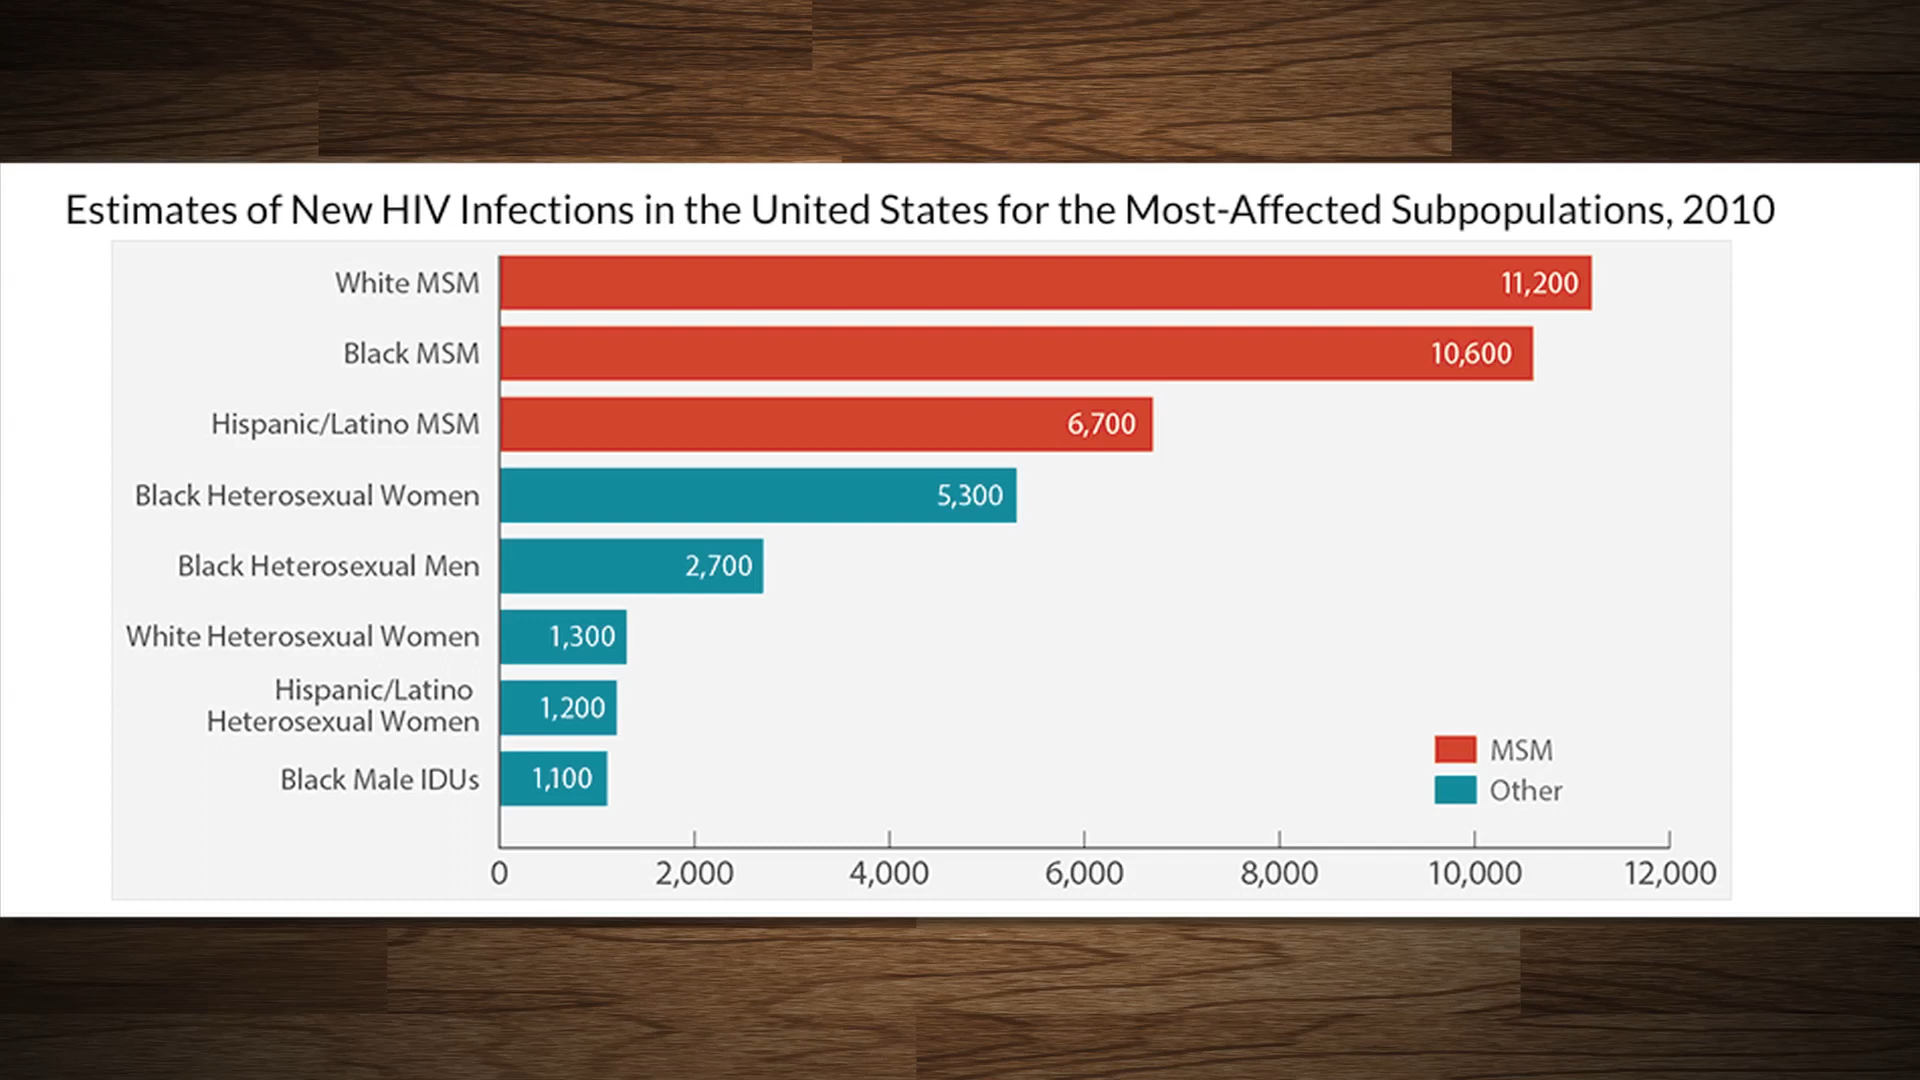 Estimates of New HIV Infections in the United States for the Most-Affected Subpopulations, 2010
White MSM 11,200
Black MSM 10,600
Hispanic/Latino MSM 6,700
Black Heterosexual Women 5,300
Black Heterosexual Men 2,700
White Heterosexual Women 1,300
Hispanic/Latino
Heterosexual Women 1,200
Black Male IDUs 1,100
MSM
Other
0 2,000 4,000 6,000 8,000 10,000 12,000